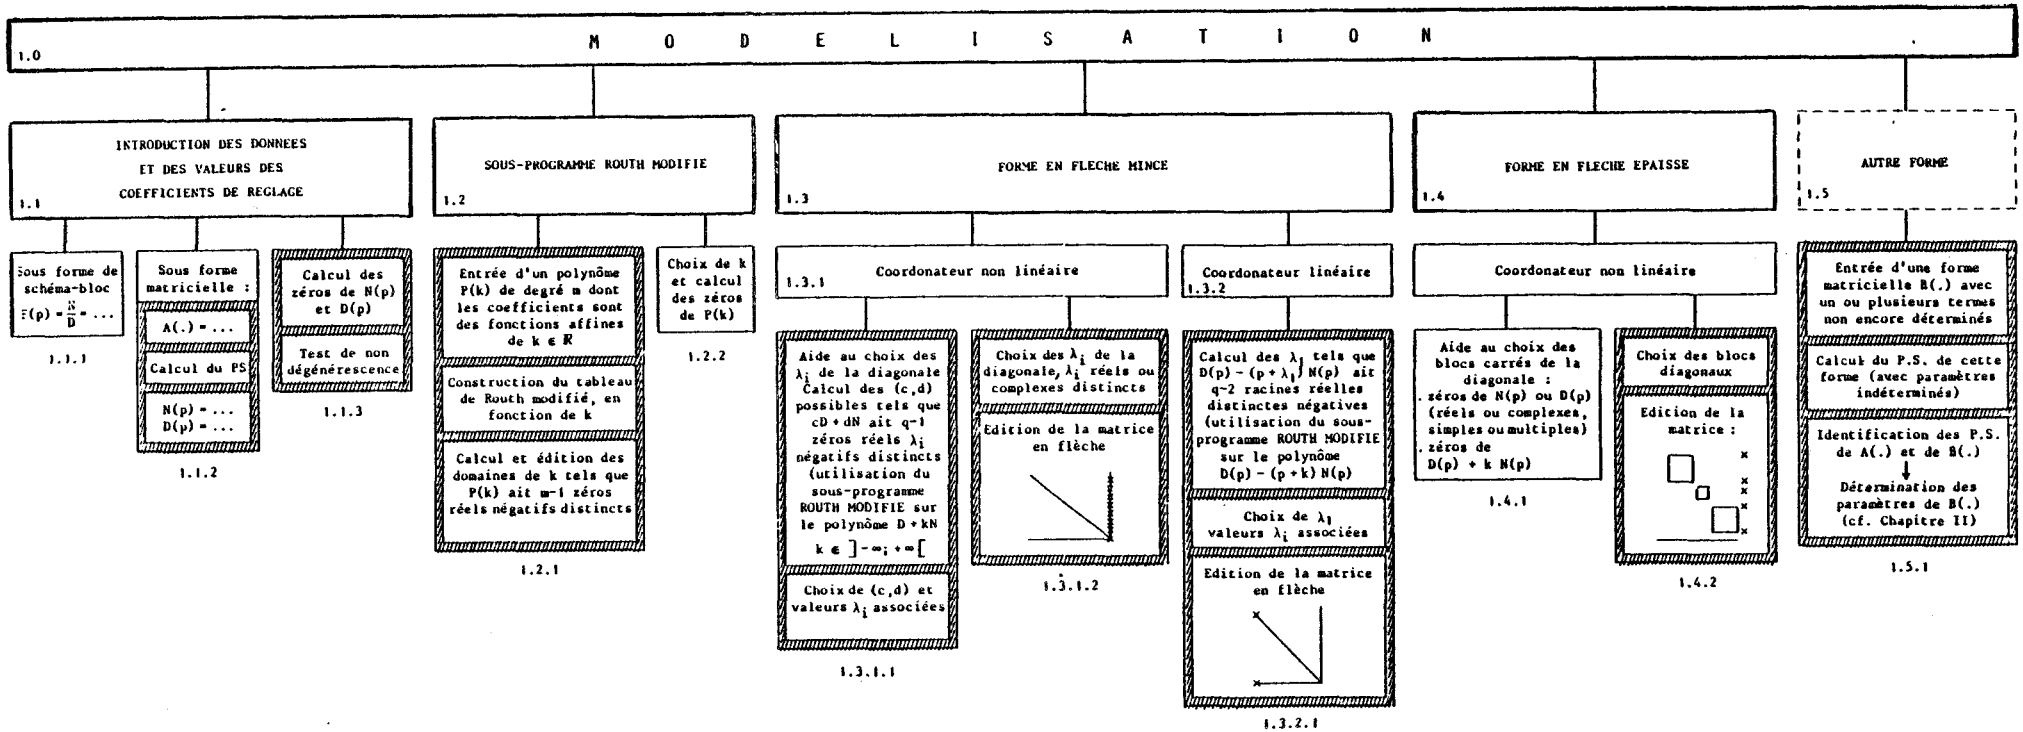 M O D E L I S A T I O N
1.0
INTRODUCTION DES DONNEES
ET DES VALEURS DES
COEFFICIENTS DE REGLAGE
1.1
Sous forme de
schéma-bloc
F(p) = N/D = ...
1.1.1
Sous forme
matricielle :
A(.) = ...
Calcul du PS
N(p) = ...
D(p) = ...
1.1.2
Calcul des
zéros de N(p)
et D(p)
Test de non
dégénérescence
1.1.3
SOUS-PROGRAMME ROUTH MODIFIE
1.2
Entrée d'un polynôme
P(k) de degré m dont
les coefficients sont
des fonctions affines
de k ∈ R
Construction du tableau
de Routh modifié, en
fonction de k
Calcul et édition des
domaines de k tels que
P(k) ait m-1 zéros
réels négatifs distincts
1.2.1
Choix de k
et calcul
des zéros
de P(k)
1.2.2
FORME EN FLECHE MINCE
1.3
Coordonateur non linéaire
1.3.1
Aide au choix des
λi de la diagonale
Calcul des (c,d)
possibles tels que
cD + dN ait q-1
zéros réels λi
négatifs distincts
(utilisation du
sous-programme
ROUTH MODIFIE sur
le polynôme D + kN
k ∈ ]-∞; +∞[
Choix de (c,d) et
valeurs λi associées
1.3.1.1
Choix des λi de la
diagonale, λi réels ou
complexes distincts
Edition de la matrice
en flèche
1.3.1.2
Coordonateur linéaire
1.3.2
Calcul des λ1 tels que
D(p) - (p + λ1) N(p) ait
q-2 racines réelles
distinctes négatives
(utilisation du sous-
programme ROUTH MODIFIE
sur le polynôme
D(p) - (p + k) N(p)
Choix de λ1
valeurs λi associées
Edition de la matrice
en flèche
1.3.2.1
FORME EN FLECHE EPAISSE
1.4
Coordonateur non linéaire
Aide au choix des
blocs carrés de la
diagonale :
. zéros de N(p) ou D(p)
(réels ou complexes,
simples ou multiples)
. zéros de
D(p) + k N(p)
1.4.1
Choix des blocs
diagonaux
Edition de la
matrice :
1.4.2
AUTRE FORME
1.5
Entrée d'une forme
matricielle B(.) avec
un ou plusieurs termes
non encore déterminés
Calcul du P.S. de cette
forme (avec paramètres
indéterminés)
Identification des P.S.
de A(.) et de B(.)
Détermination des
paramètres de B(.)
(cf. Chapitre II)
1.5.1